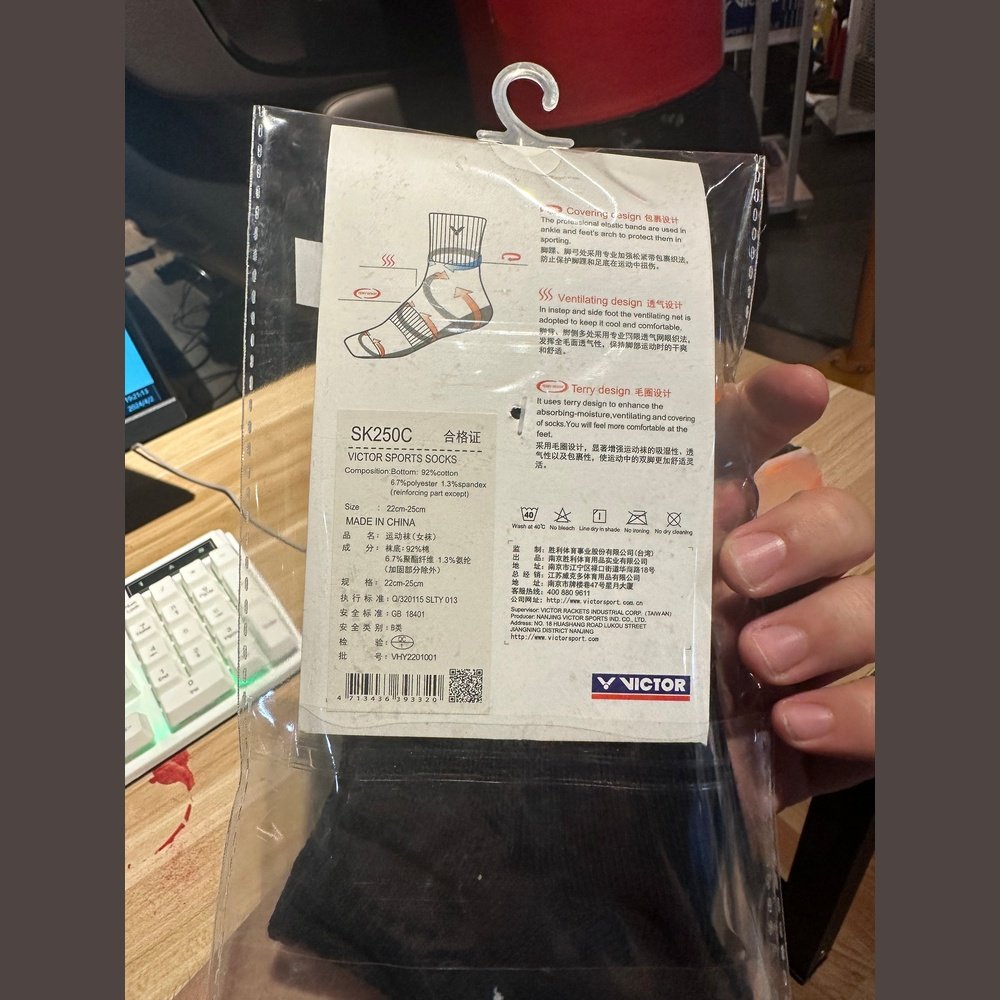 Covering design 包裹设计
The professional elastic bands are used in
ankle and feet's arch to protect them in
sporting.
脚踝、脚弓处采用专业加强松紧带包裹织法,
防止保护脚踝和足底在运动中扭伤。
Ventilating design 透气设计
In instep and side foot the ventilating net is
adopted to keep it cool and comfortable.
脚背、脚侧多处采用专业凹眼透气网眼织法,
发挥全毛面透气性, 保持脚部运动时的干爽
和舒适。
Terry design 毛圈设计
It uses terry design to enhance the
absorbing-moisture,ventilating and covering
of socks.You will feel more comfortable at the
feet.
采用毛圈设计, 显著增强运动袜的吸湿性、透
气性以及包裹性, 使运动中的双脚更加舒适灵
活。
SK250C 合格证
VICTOR SPORTS SOCKS
Composition:Bottom: 92%cotton
6.7%polyester 1.3%spandex
(reinforcing part except)
Size : 22cm-25cm
MADE IN CHINA
品 名: 运动袜(女袜)
成 分: 袜底:92%棉
6.7%聚酯纤维 1.3%氨纶
(加固部分除外)
规 格: 22cm-25cm
执行标准: Q/320115 SLTY 013
安全标准: GB 18401
安全类别: B类
检 验:
批 号: VHY2201001
4 713436 393320
40
Wash at 40℃ No bleach Line dry in shade No ironing No dry cleaning
监 制: 胜利体育事业股份有限公司(台湾)
出 品: 南京胜利体育用品实业有限公司
地 址: 南京市江宁区禄口街道华商路18号
总 经 销: 江苏威克多体育用品有限公司
地 址: 南京市牌楼巷47号星月大厦
客服热线: 400 880 9611
公司网址: http://www.victorsport.com.cn
Supervisor: VICTOR RACKETS INDUSTRIAL CORP. (TAIWAN)
Producer: NANJING VICTOR SPORTS IND. CO., LTD.
Address: NO. 18 HUASHANG ROAD LUKOU STREET
JIANGNING DISTRICT NANJING
http://www.victorsport.com
VICTOR
19:21:13
2024/4/2